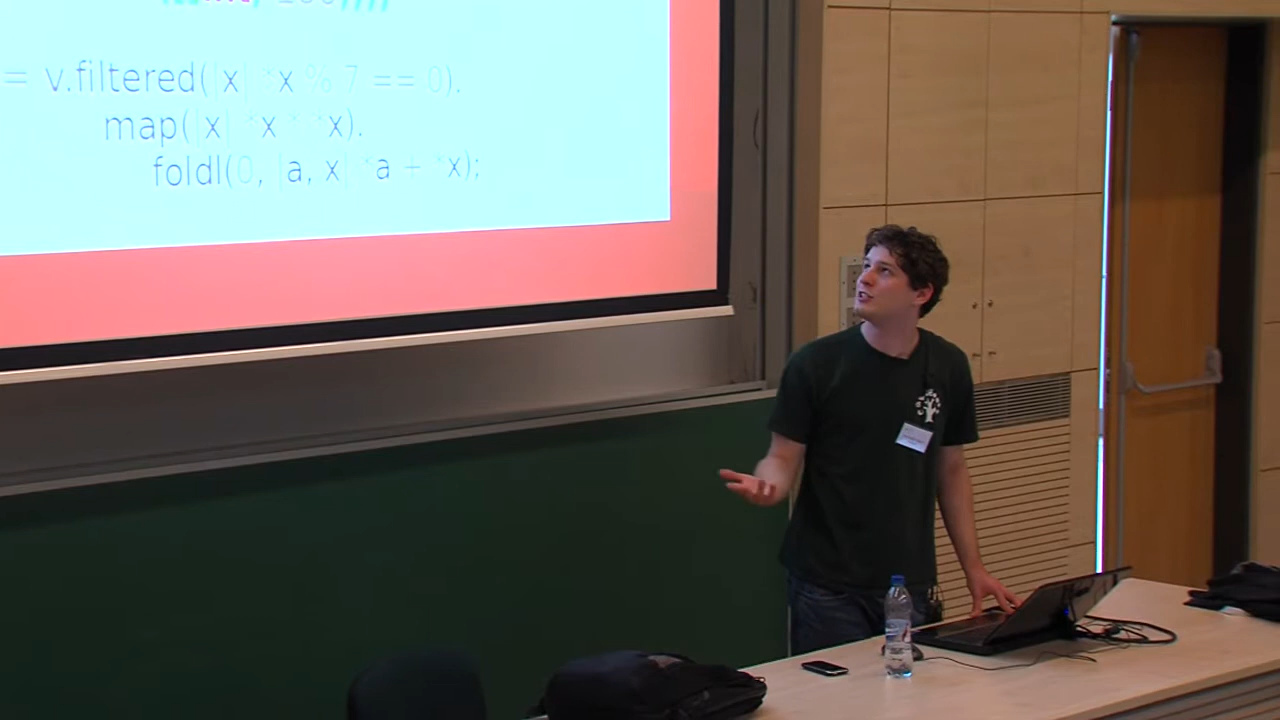 = v.filtered(|x| *x % 7 == 0).
map(|x| *x * *x).
foldl(0, |a, x| *a + *x);